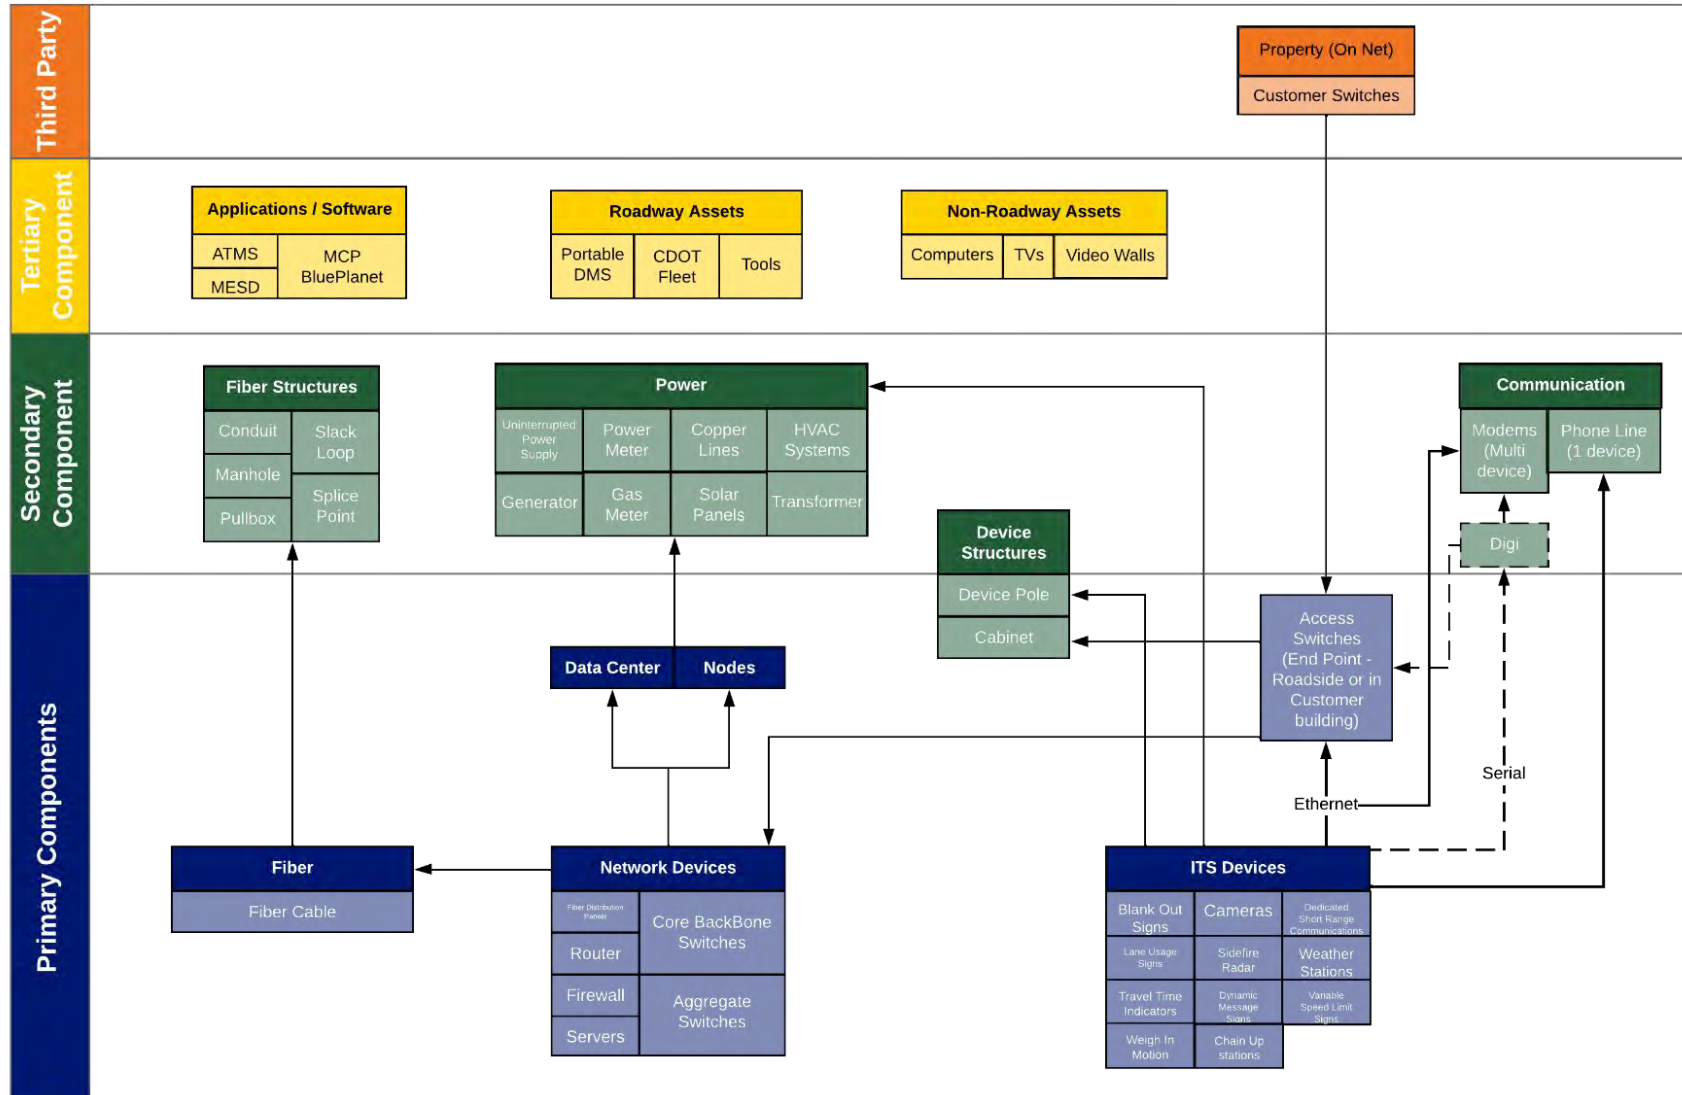 Third Party
Property (On Net)
Customer Switches
Tertiary
Component
Applications / Software
ATMS
MESD
MCP
BluePlanet
Roadway Assets
Portable
DMS
CDOT
Fleet
Tools
Non-Roadway Assets
Computers
TVs
Video Walls
Secondary
Component
Fiber Structures
Conduit
Manhole
Pullbox
Slack
Loop
Splice
Point
Power
Uninterrupted
Power
Supply
Power
Meter
Copper
Lines
HVAC
Systems
Generator
Gas
Meter
Solar
Panels
Transformer
Device
Structures
Device Pole
Cabinet
Communication
Modems
(Multi
device)
Phone Line
(1 device)
Digi
Primary Components
Data Center
Nodes
Access
Switches
(End Point -
Roadside or in
Customer
building)
Ethernet
Serial
Fiber
Fiber Cable
Network Devices
Fiber Distribution
Panels
Router
Firewall
Servers
Core BackBone
Switches
Aggregate
Switches
ITS Devices
Blank Out
Signs
Cameras
Dedicated
Short Range
Communications
Lane Usage
Signs
Sidefire
Radar
Weather
Stations
Travel Time
Indicators
Dynamic
Message
Signs
Variable
Speed Limit
Signs
Weigh In
Motion
Chain Up
stations